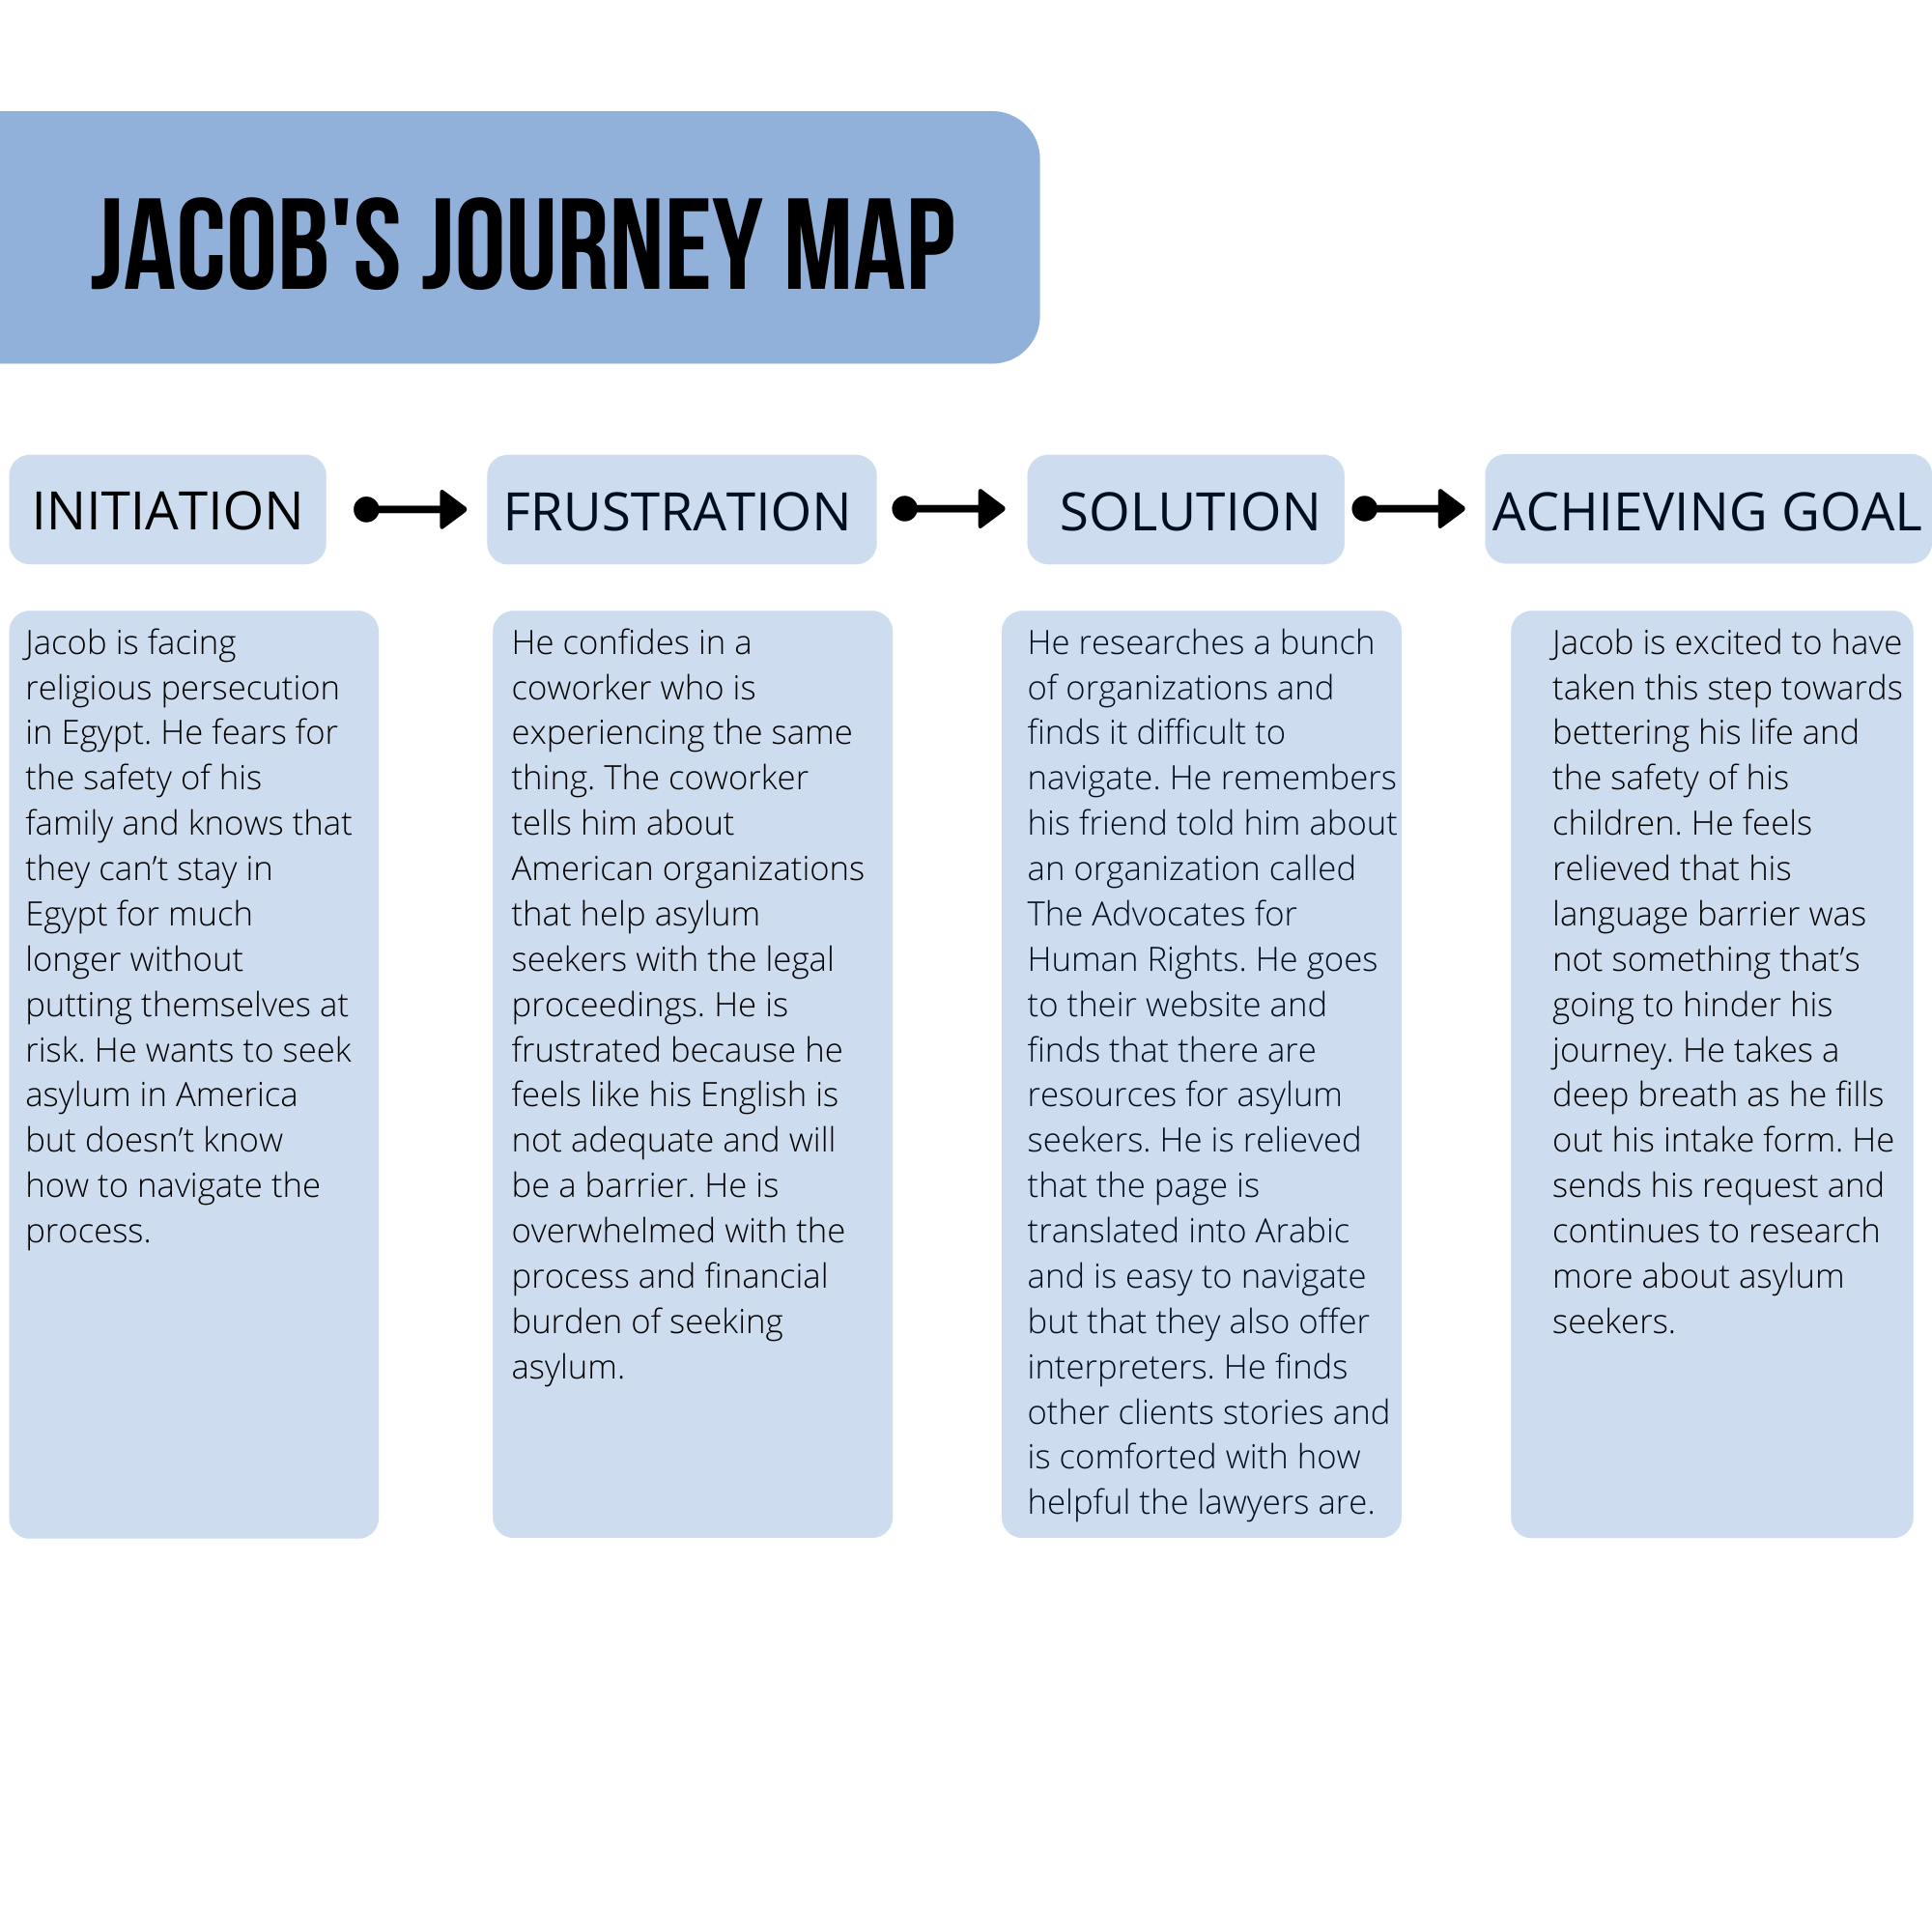 JACOB'S JOURNEY MAP
INITIATION
FRUSTRATION
SOLUTION
ACHIEVING GOAL
Jacob is facing
religious persecution
in Egypt. He fears for
the safety of his
family and knows that
they can’t stay in
Egypt for much
longer without
putting themselves at
risk. He wants to seek
asylum in America
but doesn’t know
how to navigate the
process.
He confides in a
coworker who is
experiencing the same
thing. The coworker
tells him about
American organizations
that help asylum
seekers with the legal
proceedings. He is
frustrated because he
feels like his English is
not adequate and will
be a barrier. He is
overwhelmed with the
process and financial
burden of seeking
asylum.
He researches a bunch
of organizations and
finds it difficult to
navigate. He remembers
his friend told him about
an organization called
The Advocates for
Human Rights. He goes
to their website and
finds that there are
resources for asylum
seekers. He is relieved
that the page is
translated into Arabic
and is easy to navigate
but that they also offer
interpreters. He finds
other clients stories and
is comforted with how
helpful the lawyers are.
Jacob is excited to have
taken this step towards
bettering his life and
the safety of his
children. He feels
relieved that his
language barrier was
not something that’s
going to hinder his
journey. He takes a
deep breath as he fills
out his intake form. He
sends his request and
continues to research
more about asylum
seekers.